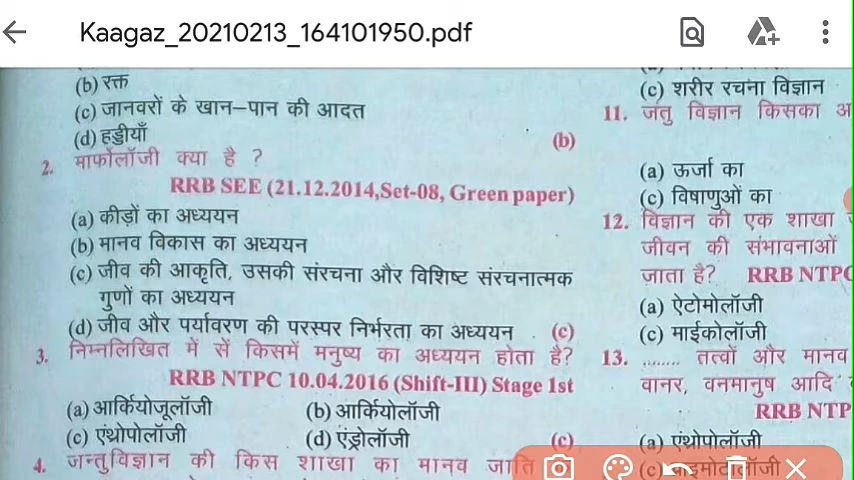 Kaagaz_20210213_164101950.pdf
(b) रक्त
(c) जानवरों के खान–पान की आदत
(d) हड्डीयाँ (b)
2. मार्फोलॉजी क्या है ?
RRB SEE (21.12.2014,Set-08, Green paper)
(a) कीड़ों का अध्ययन
(b) मानव विकास का अध्ययन
(c) जीव की आकृति, उसकी संरचना और विशिष्ट संरचनात्मक
गुणों का अध्ययन
(d) जीव और पर्यावरण की परस्पर निर्भरता का अध्ययन (c)
3. निम्नलिखित में सें किसमें मनुष्य का अध्ययन होता है?
RRB NTPC 10.04.2016 (Shift-III) Stage 1st
(a) आर्कियोजूलॉजी (b) आर्कियोलॉजी
(c) एंथोपोलॉजी (d) एंड्रोलॉजी (c)
4. जन्तुविज्ञान की किस शाखा का मानव जाति
(c) शरीर रचना विज्ञान
11. जंतु विज्ञान किसका
(a) ऊर्जा का
(c) विषाणुओं का
12. विज्ञान की एक शाखा
जीवन की संभावनाओं
जाता है? RRB NTPC
(a) ऐटोमोलॉजी
(c) माईकोलॉजी
13. ........ तत्वों और मानव
वानर, वनमानुष आदि
RRB NTP
(a) एंथोपोलॉजी